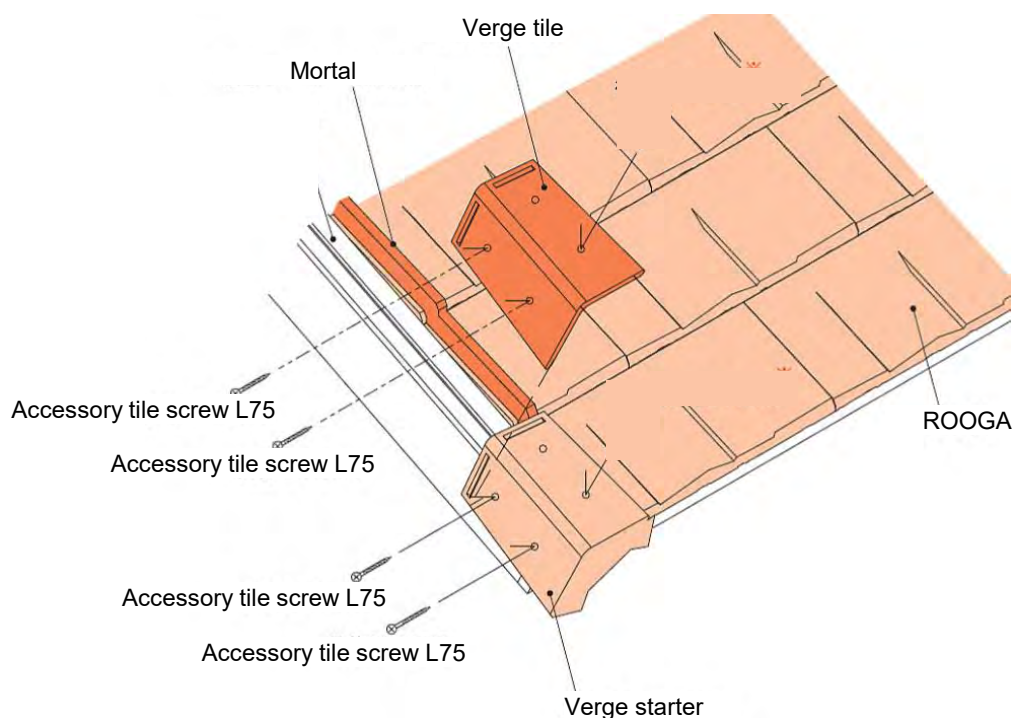 Verge tile
Mortal
Accessory tile screw L75
ROOGA
Accessory tile screw L75
Accessory tile screw L75
Accessory tile screw L75
Verge starter